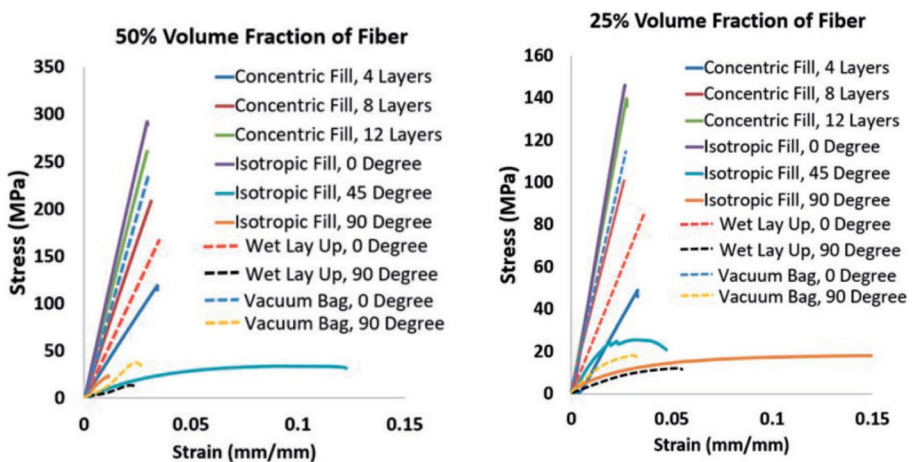 50% Volume Fraction of Fiber
350
300
250
200
150
100
50
0
Stress (MPa)
Concentric Fill, 4 Layers
Concentric Fill, 8 Layers
Concentric Fill, 12 Layers
Isotropic Fill, 0 Degree
Isotropic Fill, 45 Degree
Isotropic Fill, 90 Degree
Wet Lay Up, 0 Degree
Wet Lay Up, 90 Degree
Vacuum Bag, 0 Degree
Vacuum Bag, 90 Degree
0 0.05 0.1 0.15
Strain (mm/mm)
25% Volume Fraction of Fiber
160
140
120
100
80
60
40
20
0
Stress (MPa)
Concentric Fill, 4 Layers
Concentric Fill, 8 Layers
Concentric Fill, 12 Layers
Isotropic Fill, 0 Degree
Isotropic Fill, 45 Degree
Isotropic Fill, 90 Degree
Wet Lay Up, 0 Degree
Wet Lay Up, 90 Degree
Vacuum Bag, 0 Degree
Vacuum Bag, 90 Degree
0 0.05 0.1 0.15
Strain (mm/mm)